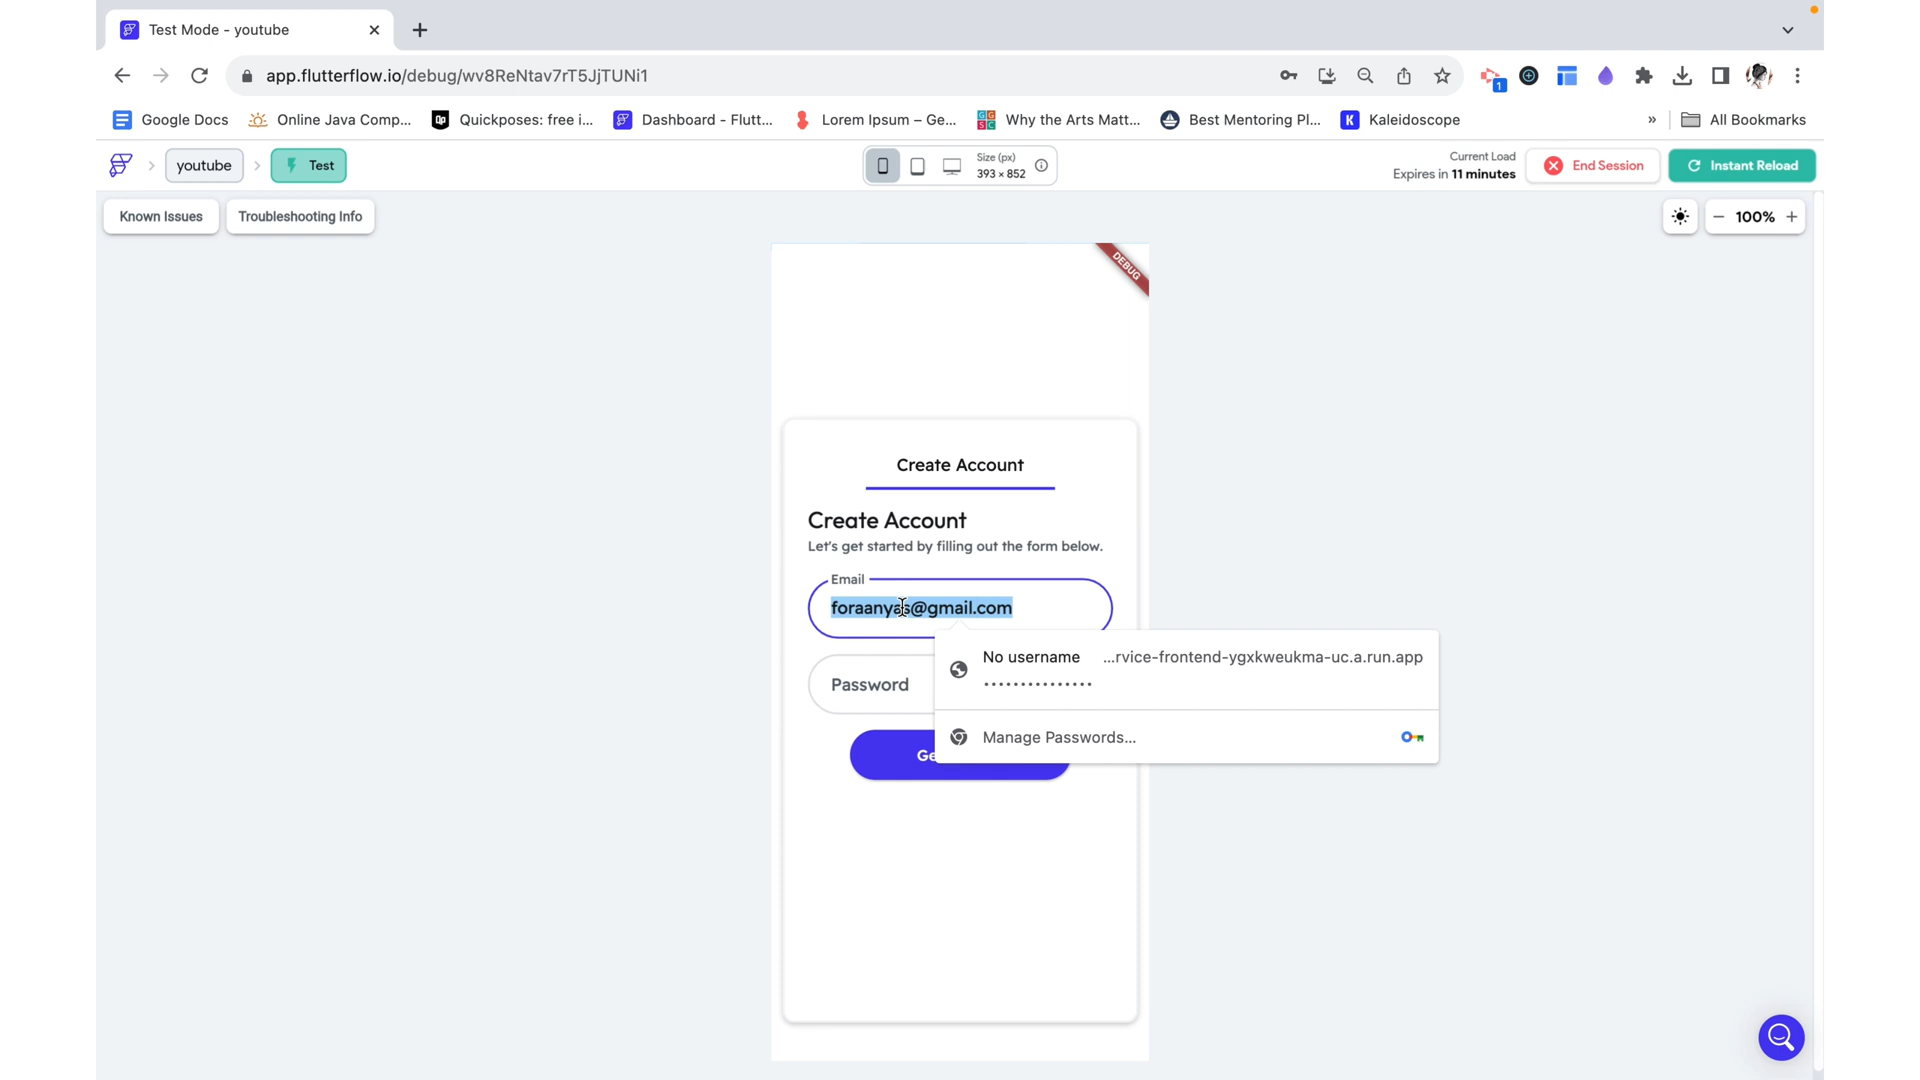 Test Mode - youtube
app.flutterflow.io/debug/wv8ReNtav7rT5JjTUNi1
1
Google Docs
Online Java Comp...
Quickposes: free i...
Dashboard - Flutt...
Lorem Ipsum – Ge...
Why the Arts Matt...
Best Mentoring Pl...
K Kaleidoscope
»
All Bookmarks
youtube
Test
Size (px)
393 × 852
Current Load
Expires in 11 minutes
End Session
Instant Reload
Known Issues
Troubleshooting Info
100%
DEBUG
Create Account
Create Account
Let's get started by filling out the form below.
Email
foraanyas@gmail.com
No username ...rvice-frontend-ygxkweukma-uc.a.run.app
Password
Manage Passwords...
Ge